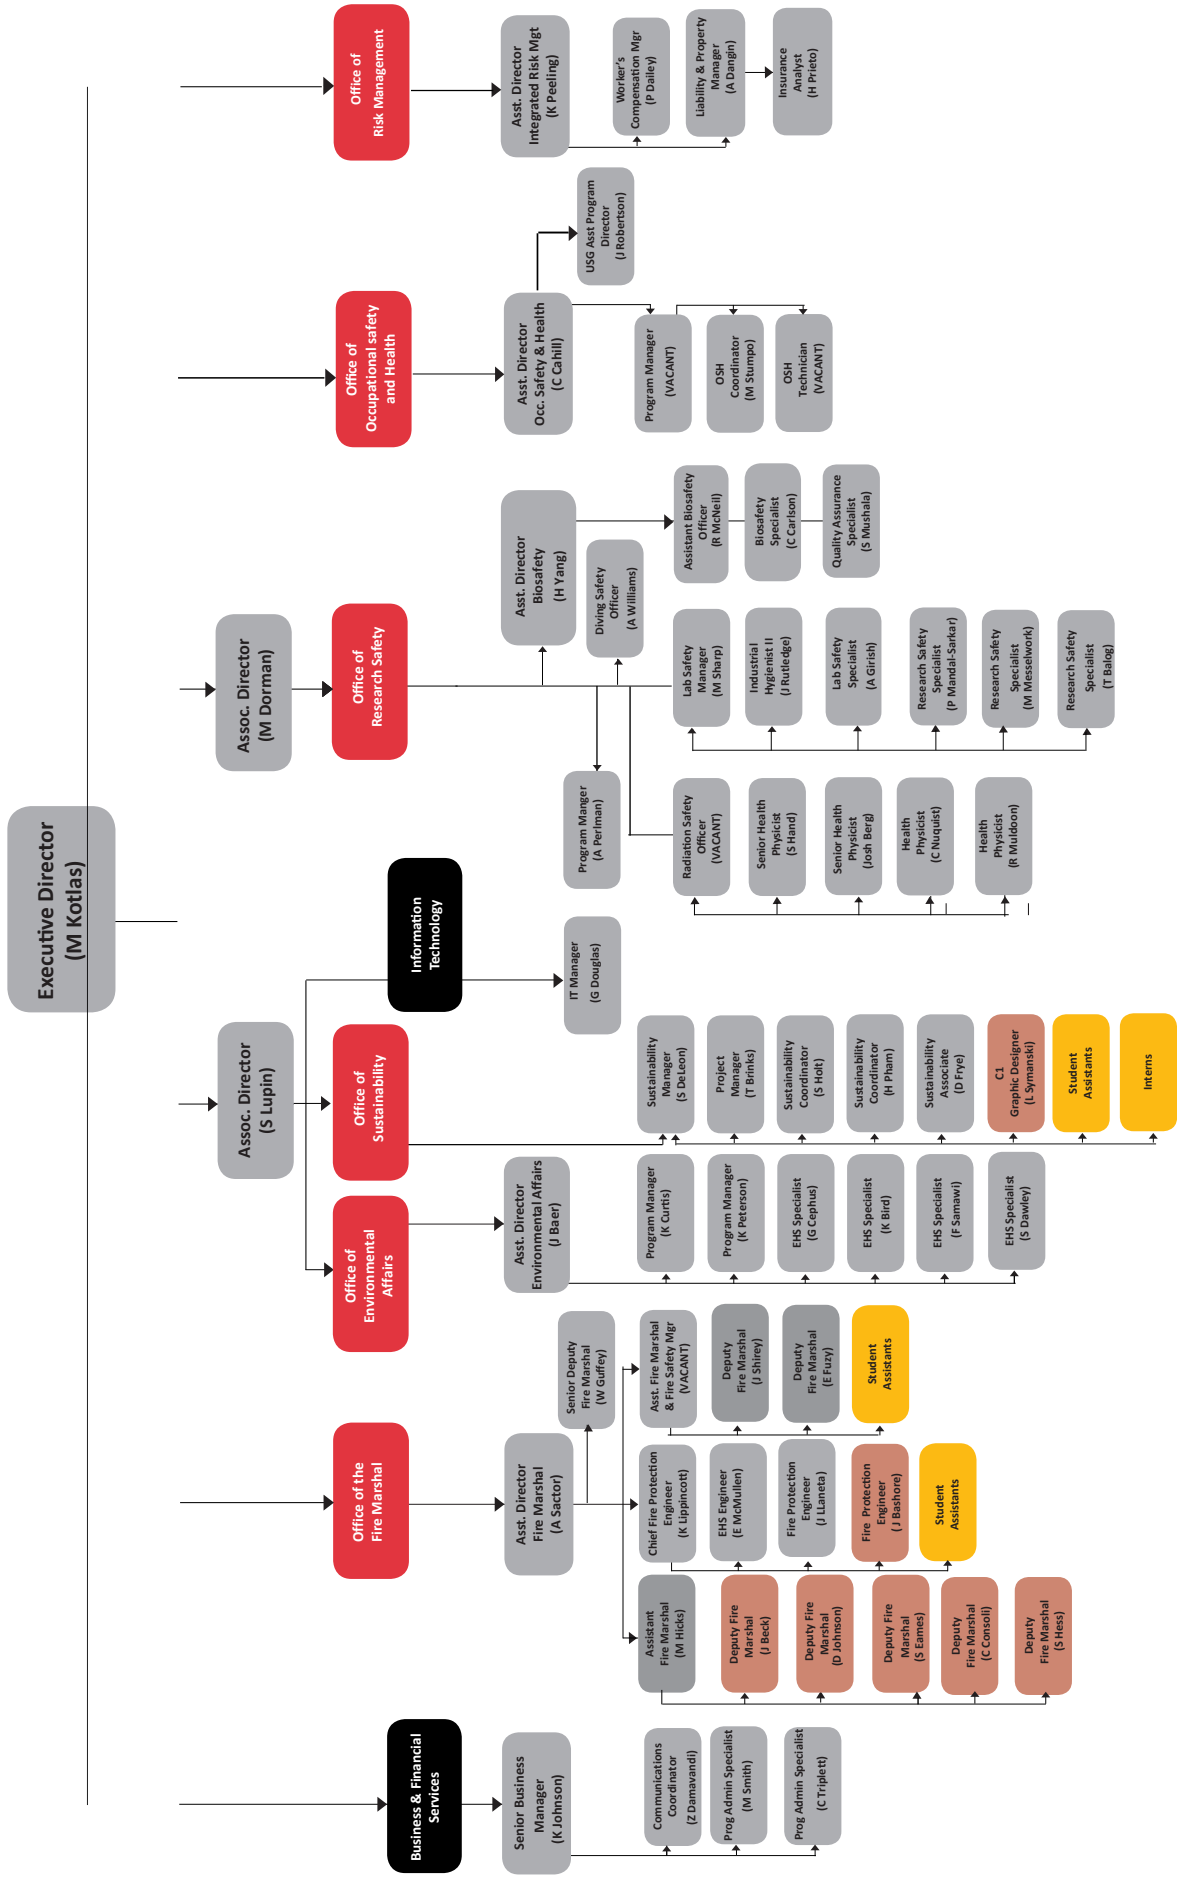 Executive Director
(M Kotlas)
Business & Financial
Services
Senior Business
Manager
(K Johnson)
Communications
Coordinator
(Z Damavandi)
Prog Admin Specialist
(M Smith)
Prog Admin Specialist
(C Triplett)
Office of the
Fire Marshal
Asst. Director
Fire Marshal
(A Sactor)
Senior Deputy
Fire Marshal
(W Guffey)
Assistant
Fire Marshal
(M Hicks)
Deputy Fire
Marshal
(J Beck)
Deputy Fire
Marshal
(D Johnson)
Deputy Fire
Marshal
(S Eames)
Deputy
Fire Marshal
(C Consoli)
Deputy
Fire Marshal
(S Hess)
Chief Fire Protection
Engineer
(K Lippincott)
EHS Engineer
(E McMullen)
Fire Protection
Engineer
(J LLaneta)
Fire Protection
Engineer
( J Bashore)
Student
Assistants
Asst. Fire Marshal
& Fire Safety Mgr
(VACANT)
Deputy
Fire Marshal
(J Shirey)
Deputy
Fire Marshal
(E Fuzy)
Student
Assistants
Assoc. Director
(S Lupin)
Office of
Environmental
Affairs
Asst. Director
Environmental Affairs
(J Baer)
Program Manager
(K Curtis)
Program Manager
(K Peterson)
EHS Specialist
(G Cephus)
EHS Specialist
(K Bird)
EHS Specialist
(F Samawi)
EHS Specialist
(S Dawley)
Office of
Sustainability
Sustainability
Manager
(S DeLeon)
Project
Manager
(T Brinks)
Sustainability
Coordinator
(S Holt)
Sustainability
Coordinator
(H Pham)
Sustainability
Associate
(D Frye)
C1
Graphic Designer
(L Symanski)
Student
Assistants
Interns
Information
Technology
IT Manager
(G Douglas)
Assoc. Director
(M Dorman)
Office of
Research Safety
Program Manger
(A Perlman)
Asst. Director
Biosafety
(H Yang)
Diving Safety
Officer
(A Williams)
Radiation Safety
Officer
(VACANT)
Senior Health
Physicist
(S Hand)
Senior Health
Physicist
(Josh Berg)
Health
Physicist
(C Nuquist)
Health
Physicist
(R Muldoon)
Lab Safety
Manager
(M Sharp)
Industrial
Hygienist II
(J Rutledge)
Lab Safety
Specialist
(A Girish)
Research Safety
Specialist
(P Mandal-Sarkar)
Research Safety
Specialist
(M Messelwork)
Research Safety
Specialist
(T Balog)
Assistant Biosafety
Officer
(R McNeil)
Biosafety
Specialist
(C Carlson)
Quality Assurance
Specialist
(S Mushala)
Office of
Occupational safety
and Health
Asst. Director
Occ. Safety & Health
(C Cahill)
USG Asst Program
Director
(J Robertson)
Program Manager
(VACANT)
OSH
Coordinator
(M Stumpo)
OSH
Technician
(VACANT)
Office of
Risk Management
Asst. Director
Integrated Risk Mgt
(K Peeling)
Worker's
Compensation Mgr
(P Dailey)
Liability & Property
Manager
(A Dangin)
Insurance
Analyst
(H Prieto)